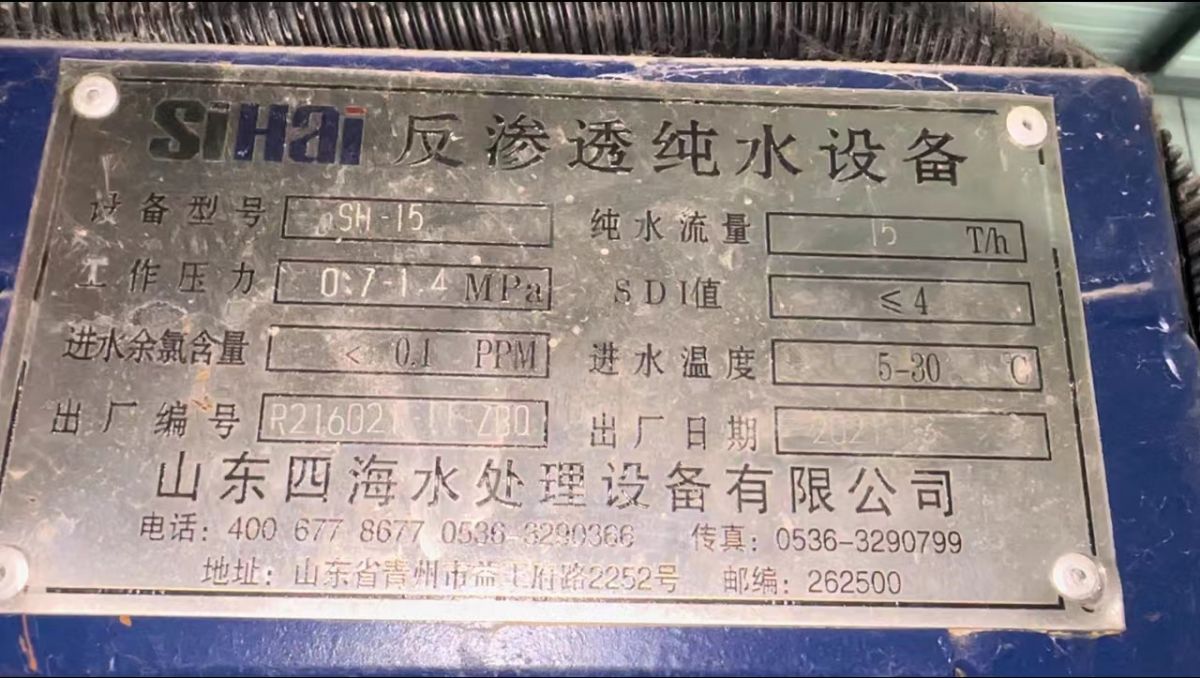 SiHai 反渗透纯水设备
设备型号 SH-15 纯水流量 15 T/h
工作压力 0.7-1.4 MPa SDI值 ≤4
进水余氯含量 < 0.1 PPM 进水温度 5-30 ℃
出厂编号 出厂日期
山东四海水处理设备有限公司
电话：400 677 8677 0536-3290366 传真：0536-3290799
地址：山东省青州市益王府路2252号 邮编：262500